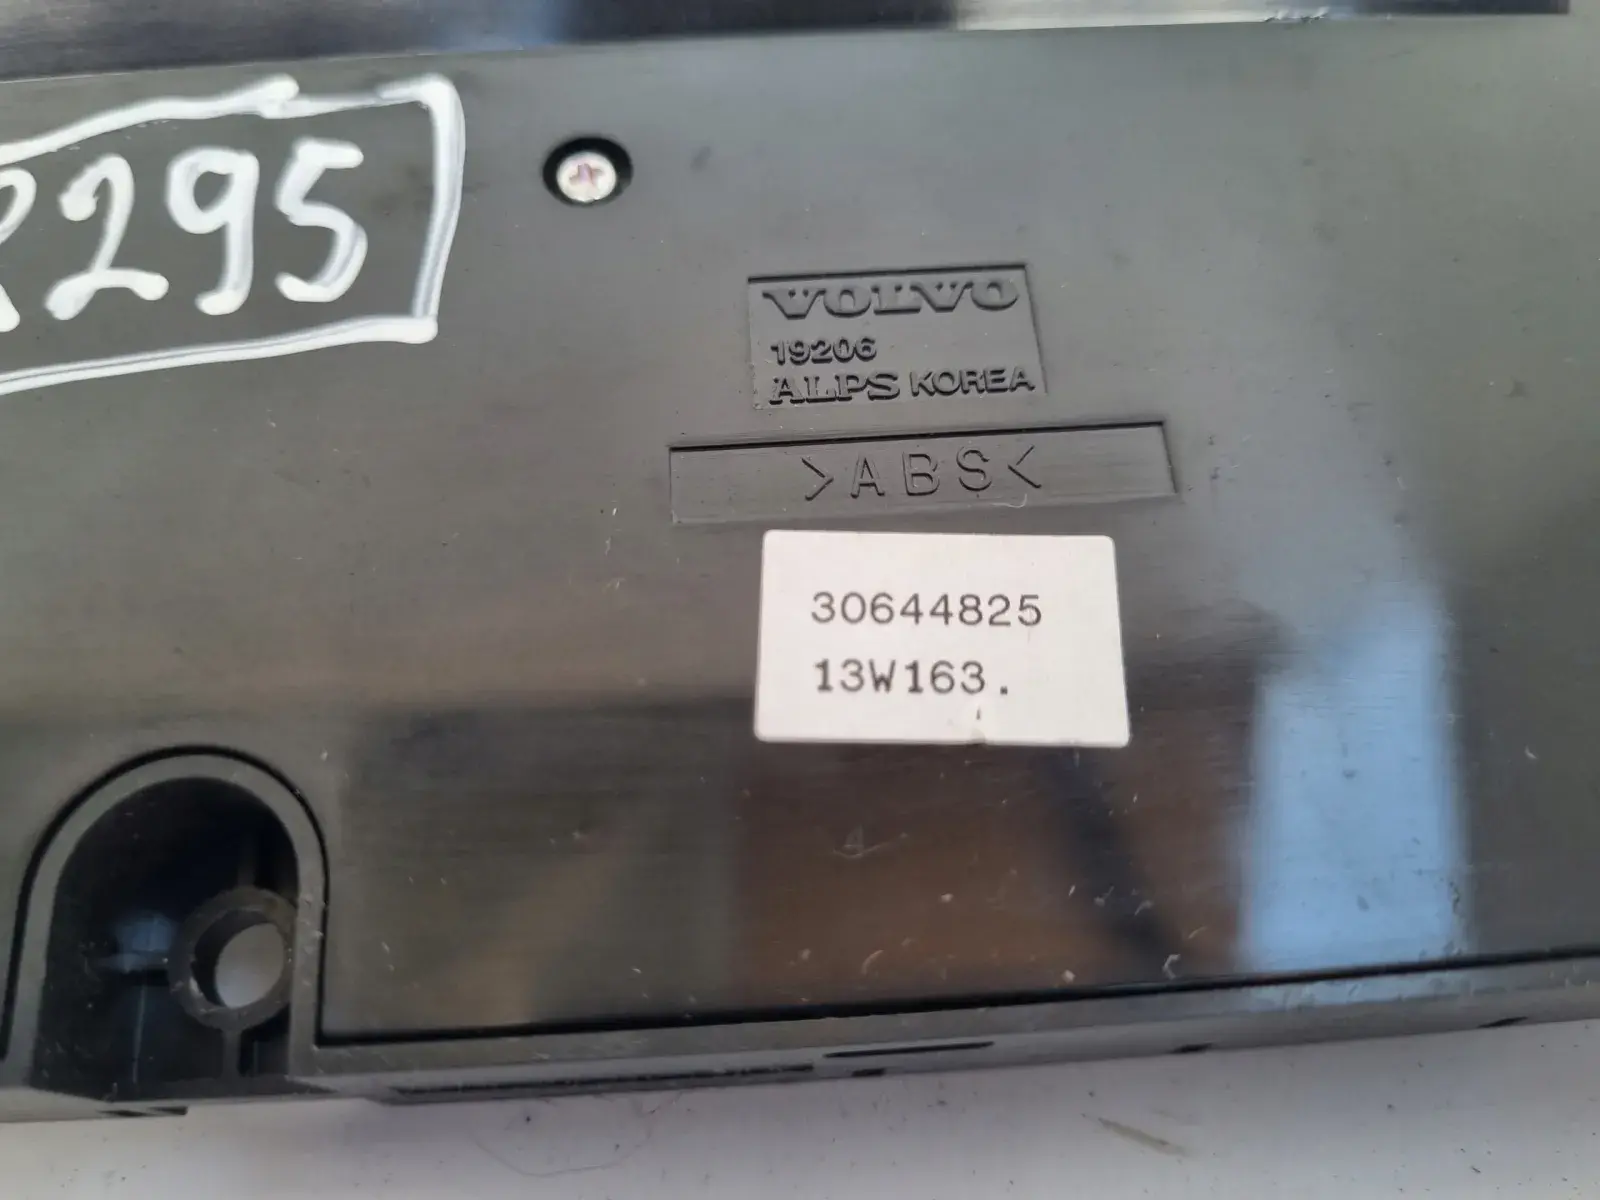 295
VOLVO
19206
ALPS KOREA
>ABS<
30644825
13W163.